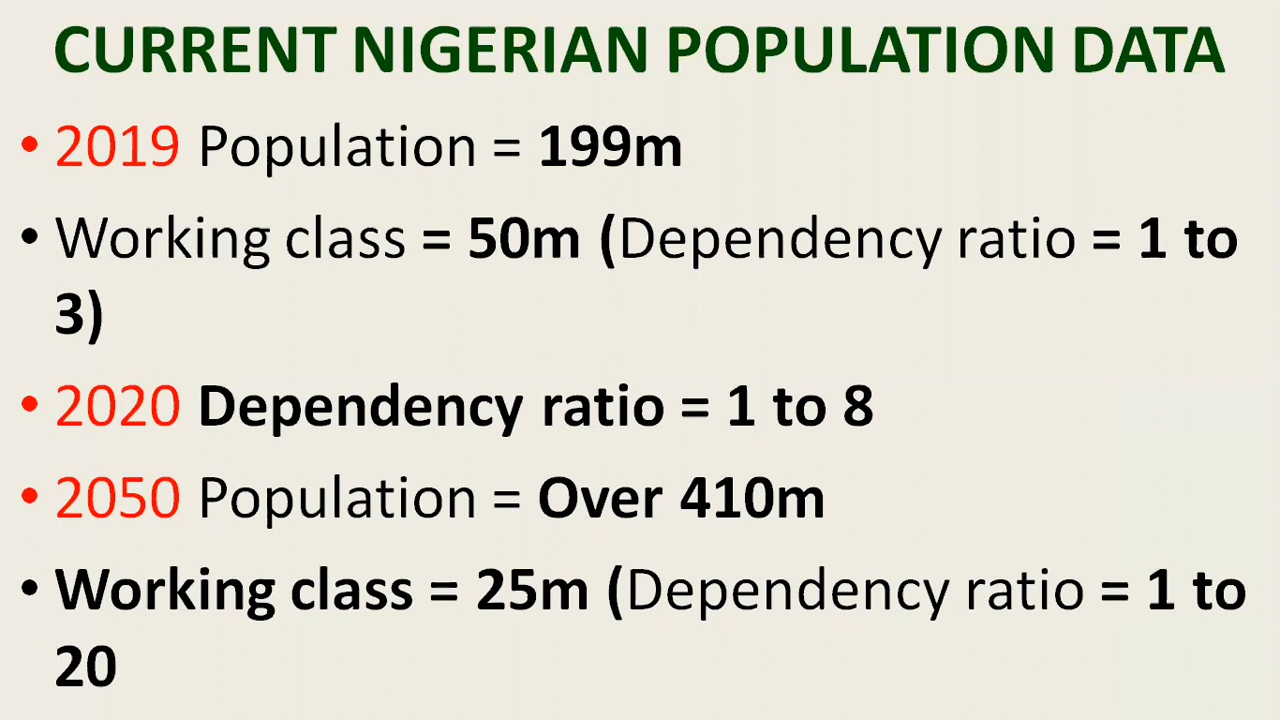 CURRENT NIGERIAN POPULATION DATA
• 2019 Population = 199m
• Working class = 50m (Dependency ratio = 1 to
3)
• 2020 Dependency ratio = 1 to 8
• 2050 Population = Over 410m
• Working class = 25m (Dependency ratio = 1 to
20